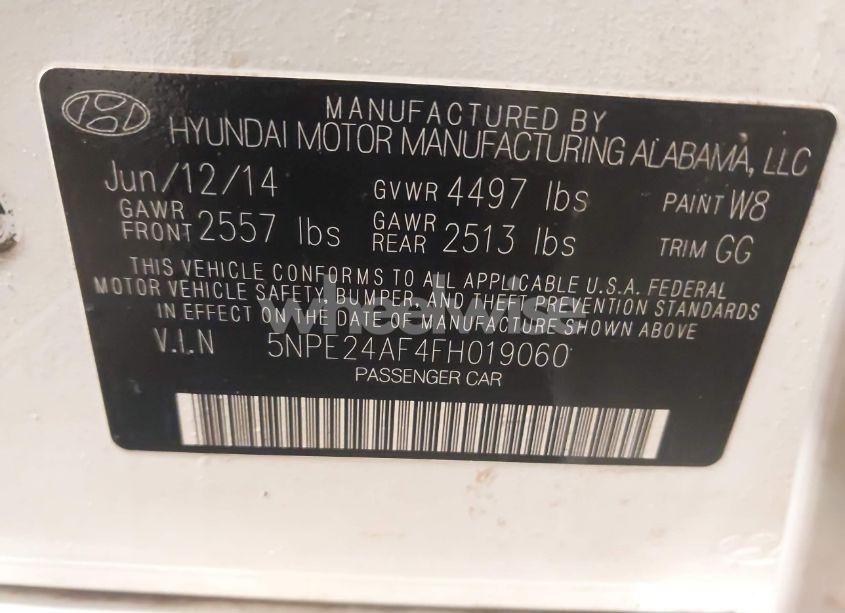 MANUFACTURED BY
HYUNDAI MOTOR MANUFACTURING ALABAMA, LLC
Jun/12/14 GVWR 4497 lbs PAINT W8
GAWR FRONT 2557 lbs GAWR REAR 2513 lbs TRIM GG
THIS VEHICLE CONFORMS TO ALL APPLICABLE U.S.A. FEDERAL
MOTOR VEHICLE SAFETY, BUMPER, AND THEFT PREVENTION STANDARDS
IN EFFECT ON THE DATE OF MANUFACTURE SHOWN ABOVE
wheelwise
V.I.N 5NPE24AF4FH019060
PASSENGER CAR